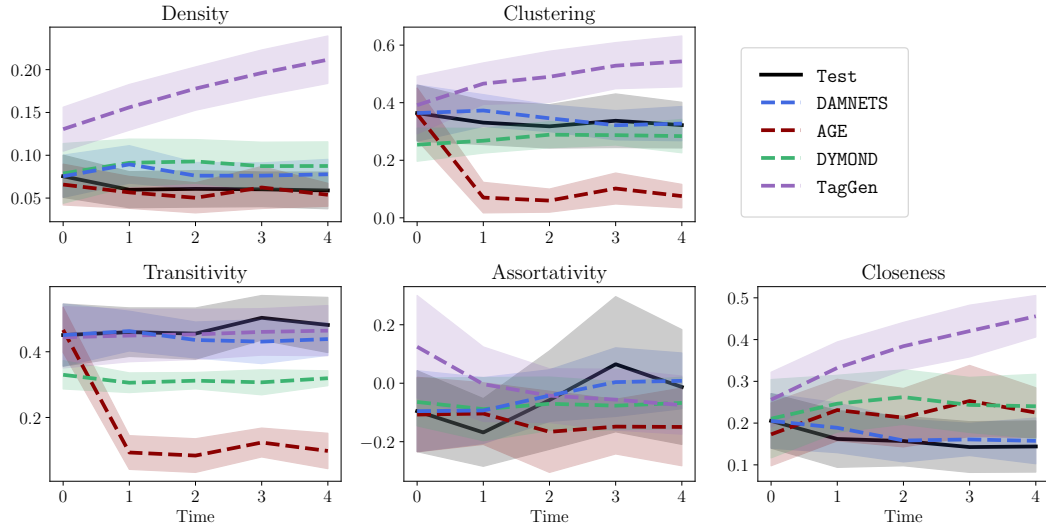 Density
0.20
0.15
0.10
0.05
0 1 2 3 4
Clustering
0.6
0.4
0.2
0.0
0 1 2 3 4
Test
DAMNETS
AGE
DYMOND
TagGen
Transitivity
0.4
0.2
0 1 2 3 4
Time
Assortativity
0.2
0.0
−0.2
0 1 2 3 4
Time
Closeness
0.5
0.4
0.3
0.2
0.1
0 1 2 3 4
Time